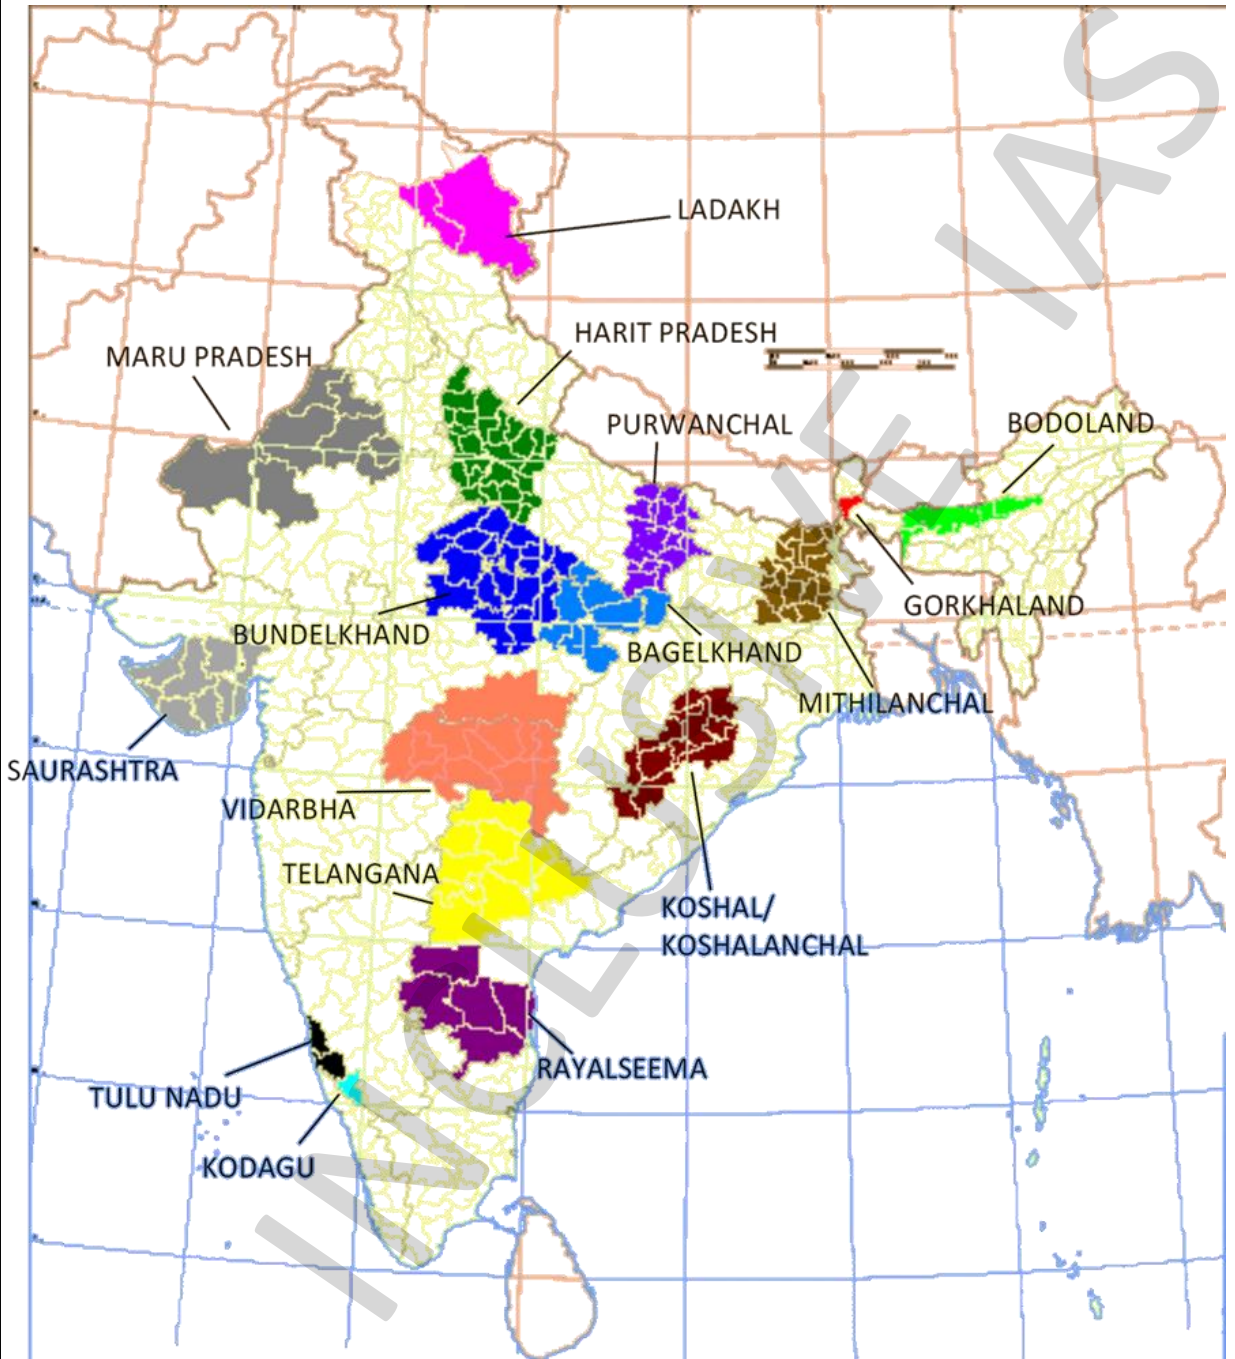 LADAKH
HARIT PRADESH
MARU PRADESH
PURWANCHAL
BODOLAND
GORKHALAND
BUNDELKHAND
BAGELKHAND
MITHILANCHAL
SAURASHTRA
VIDARBHA
TELANGANA
KOSHAL/
KOSHALANCHAL
RAYALSEEMA
TULU NADU
KODAGU
INCLUSIVE IAS